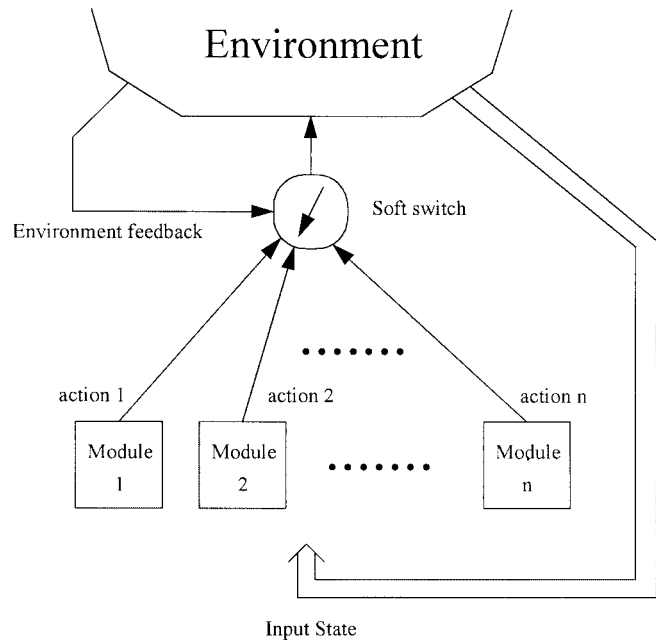 Environment
Soft switch
Environment feedback
action 1
action 2
action n
Module
1
Module
2
Module
n
Input State